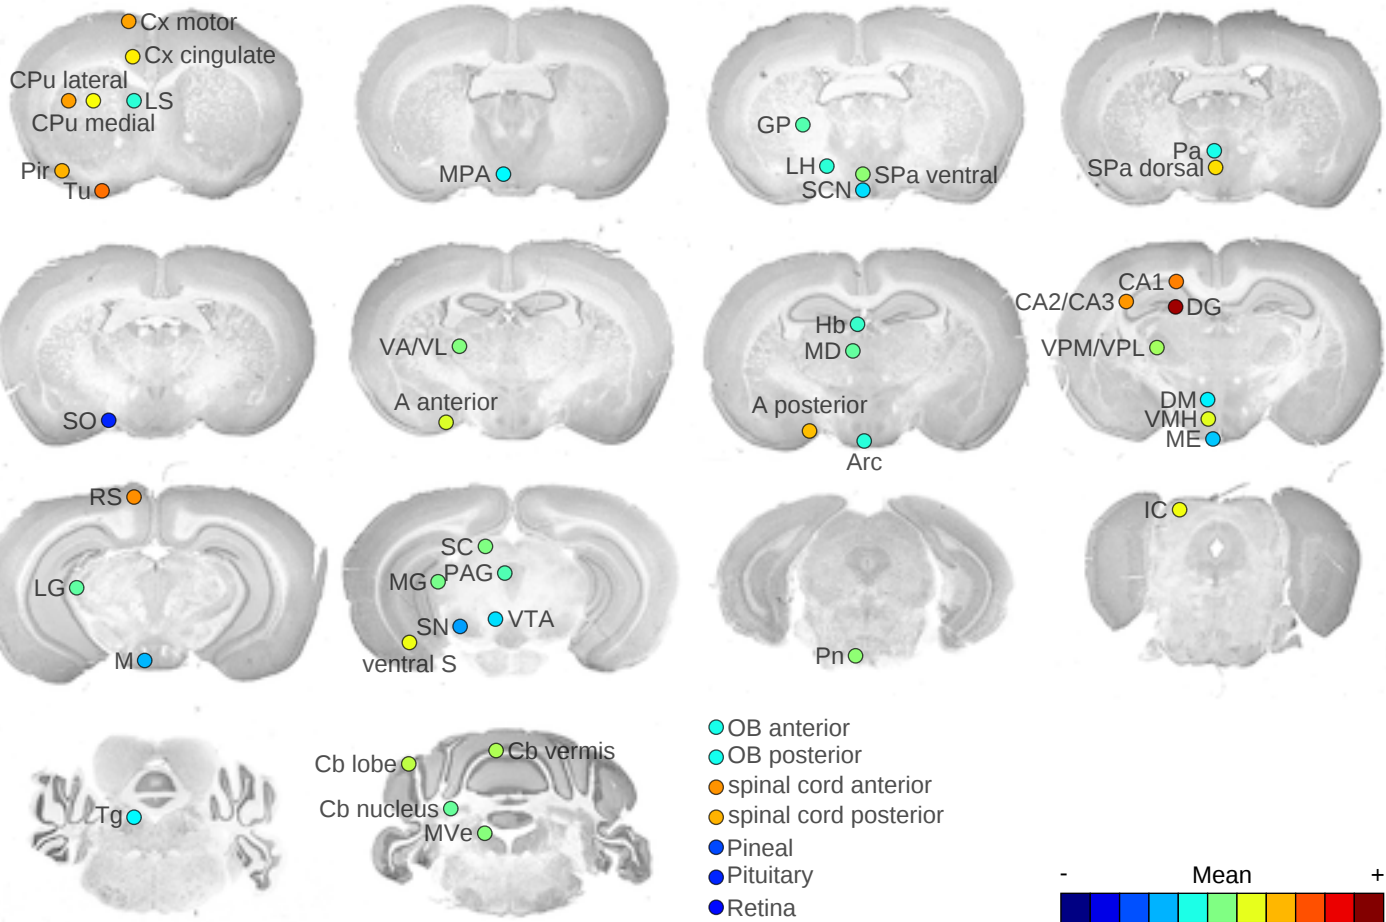 Cx motor
Cx cingulate
CPu lateral
LS
CPu medial
Pir
Tu
MPA
GP
LH
SPa ventral
SCN
Pa
SPa dorsal
SO
VA/VL
A anterior
Hb
MD
A posterior
Arc
CA1
CA2/CA3
DG
VPM/VPL
DM
VMH
ME
RS
LG
M
SC
PAG
MG
SN
VTA
ventral S
Pn
IC
Tg
Cb lobe
Cb vermis
Cb nucleus
MVe
OB anterior
OB posterior
spinal cord anterior
spinal cord posterior
Pineal
Pituitary
Retina
- Mean +